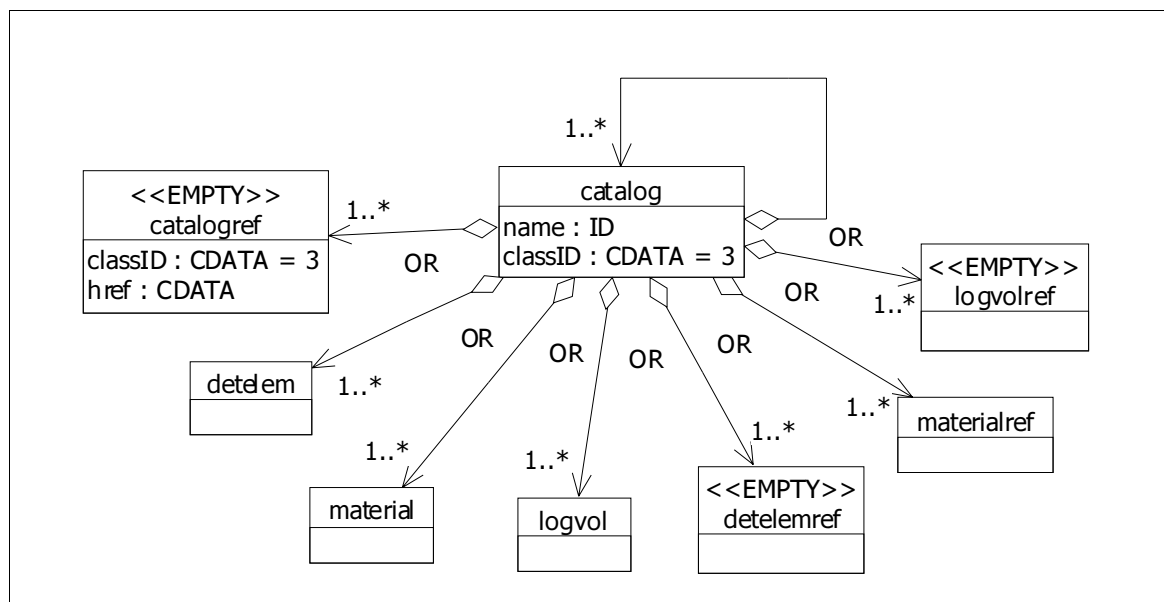 1..*
catalog
name : ID
classID : CDATA = 3
<<EMPTY>>
catalogref
classID : CDATA = 3
href : CDATA
1..*
OR
OR
<<EMPTY>>
logvolref
1..*
OR
detelem
1..*
OR
material
1..*
OR
logvol
1..*
OR
<<EMPTY>>
detelemref
1..*
OR
materialref
1..*